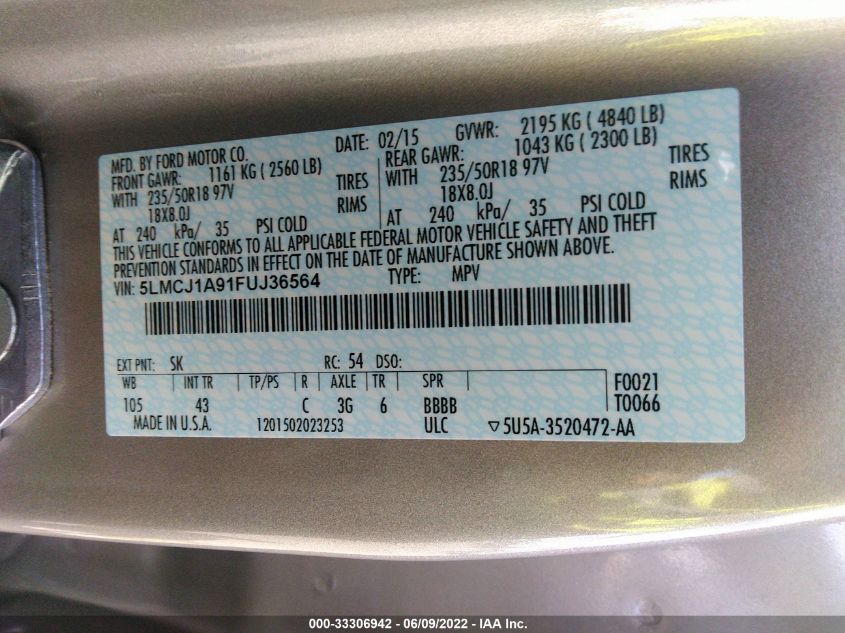 MFD. BY FORD MOTOR CO.
DATE: 02/15 GVWR: 2195 KG ( 4840 LB)
FRONT GAWR: 1161 KG ( 2560 LB)
REAR GAWR: 1043 KG ( 2300 LB)
WITH 235/50R18 97V TIRES
WITH 235/50R18 97V TIRES
18X8.0J RIMS
18X8.0J RIMS
AT 240 kPa/ 35 PSI COLD
AT 240 kPa/ 35 PSI COLD
THIS VEHICLE CONFORMS TO ALL APPLICABLE FEDERAL MOTOR VEHICLE SAFETY AND THEFT
PREVENTION STANDARDS IN EFFECT ON THE DATE OF MANUFACTURE SHOWN ABOVE.
VIN: 5LMCJ1A91FUJ36564 TYPE: MPV
EXT PNT: SK RC: 54 DSO:
WB INT TR TP/PS R AXLE TR SPR
F0021
105 43 C 3G 6 BBBB
T0066
MADE IN U.S.A. 1201502023253 ULC ▽5U5A-3520472-AA
000-33306942 - 06/09/2022 - IAA Inc.